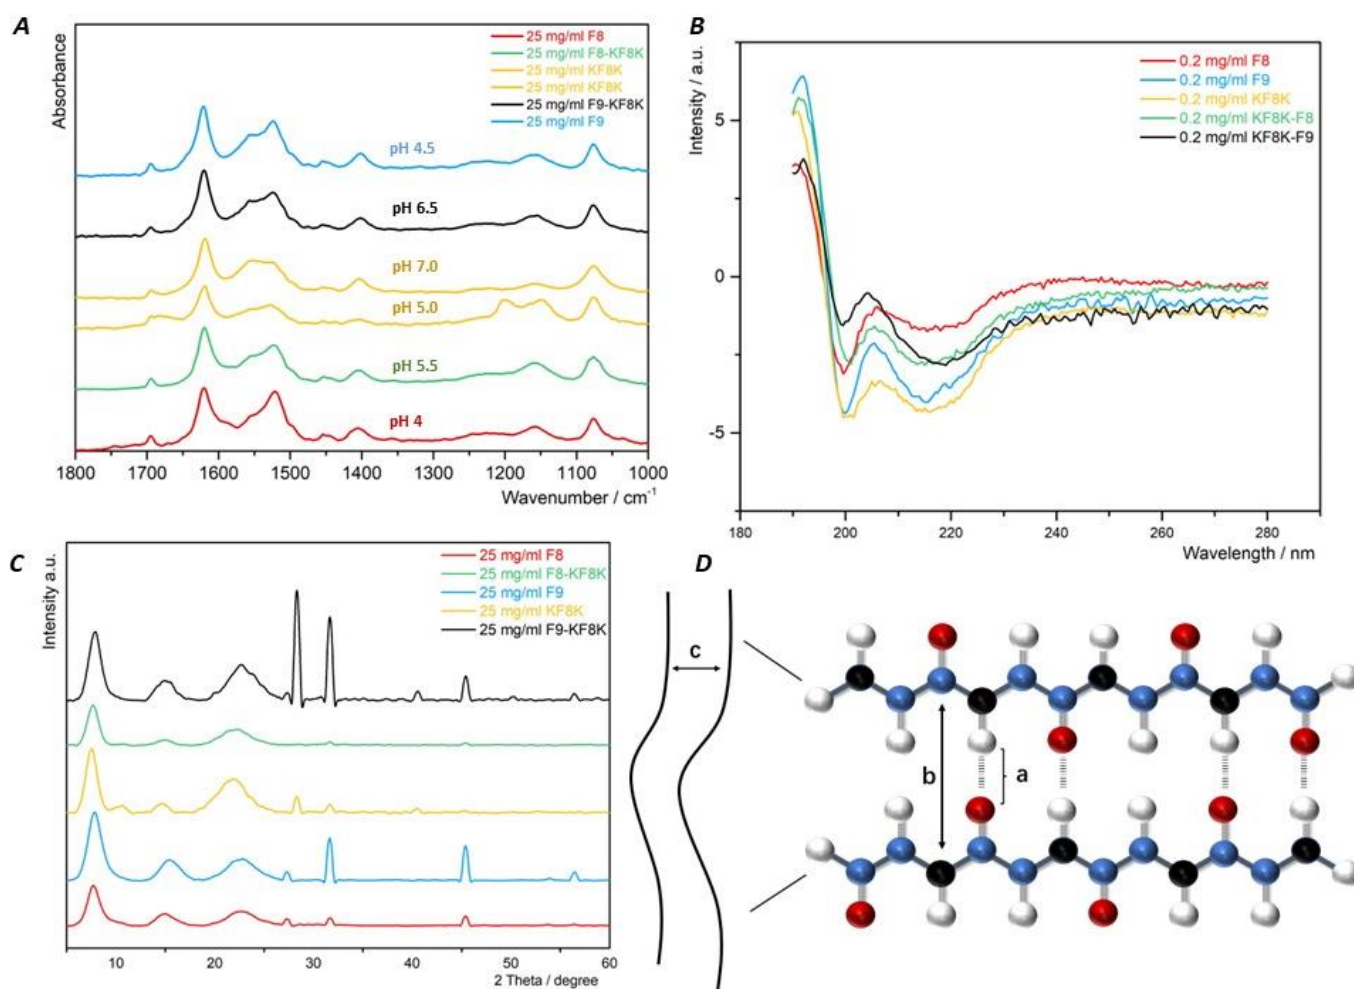 A
Absorbance
25 mg/ml F8
25 mg/ml F8-KF8K
25 mg/ml KF8K
25 mg/ml KF8K
25 mg/ml F9-KF8K
25 mg/ml F9
pH 4.5
pH 6.5
pH 7.0
pH 5.0
pH 5.5
pH 4
1800 1700 1600 1500 1400 1300 1200 1100 1000
Wavenumber / cm⁻¹
B
Intensity / a.u.
0.2 mg/ml F8
0.2 mg/ml F9
0.2 mg/ml KF8K
0.2 mg/ml KF8K-F8
0.2 mg/ml KF8K-F9
5
0
-5
180 200 220 240 260 280
Wavelength / nm
C
Intensity a.u.
25 mg/ml F8
25 mg/ml F8-KF8K
25 mg/ml F9
25 mg/ml KF8K
25 mg/ml F9-KF8K
10 20 30 40 50 60
2 Theta / degree
D
c
b
a